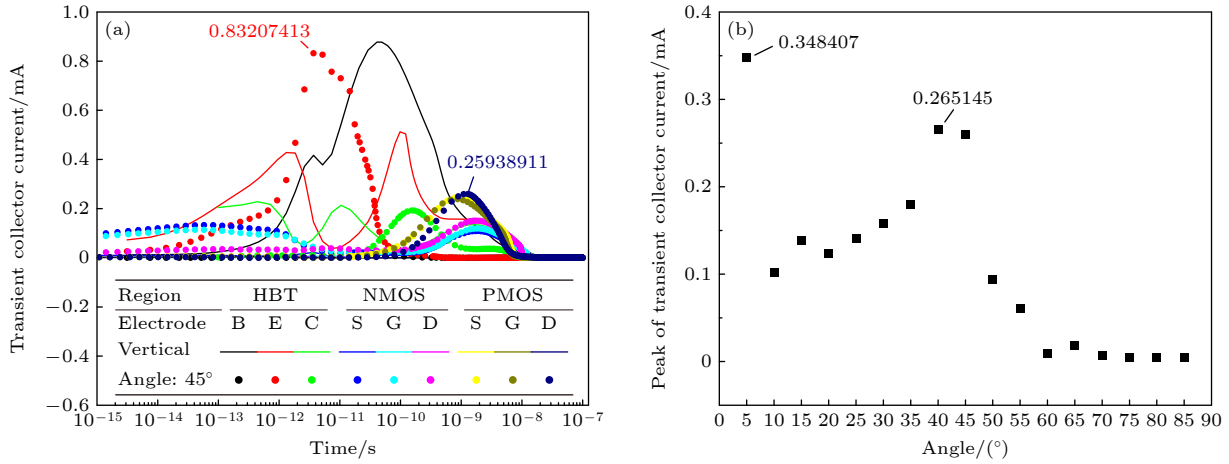 (a)
0.83207413
0.25938911
Transient collector current/mA
1.0
0.8
0.6
0.4
0.2
0
−0.2
−0.4
−0.6
Region HBT NMOS PMOS
Electrode B E C S G D S G D
Vertical
Angle: 45°
10−15 10−14 10−13 10−12 10−11 10−10 10−9 10−8 10−7
Time/s
(b)
0.348407
0.265145
Peak of transient collector current/mA
0.4
0.3
0.2
0.1
0
0 5 10 15 20 25 30 35 40 45 50 55 60 65 70 75 80 85 90
Angle/(°)